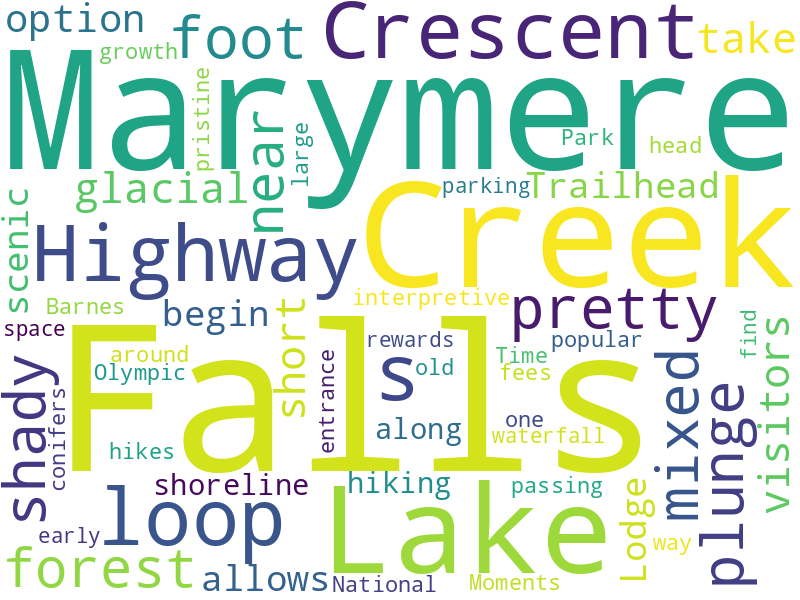 option
foot
Crescent
take
growth
Marymere
pristine
near
large
Park
head
glacial
parking
Trailhead
scenic
Highway
Creek
Barnes
begin
short
interpretive
pretty
space
Falls
shady
around
Olympic
conifers
hikes
entrance
rewards
s
old
along
Time
fees
popular
one
waterfall
find
mixed
plunge
visitors
shoreline
hiking
passing
loop
Lake
Lodge
way
early
forest
allows
National
Moments